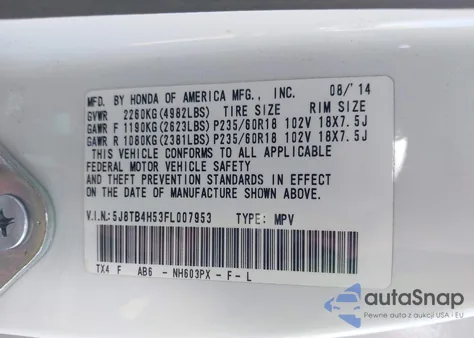 MFD. BY HONDA OF AMERICA MFG., INC. 08/'14
GVWR 2260KG(4982LBS) TIRE SIZE RIM SIZE
GAWR F 1190KG(2623LBS)P235/60R18 102V 18X7.5J
GAWR R 1080KG(2381LBS)P235/60R18 102V 18X7.5J
THIS VEHICLE CONFORMS TO ALL APPLICABLE
FEDERAL MOTOR VEHICLE SAFETY
AND THEFT PREVENTION STANDARDS IN EFFECT
ON THE DATE OF MANUFACTURE SHOWN ABOVE.
V.I.N.:5J8TB4H53FL007953 TYPE: MPV
TX4 F AB6 - NH603PX - F - L
autoSnap
Pewne auta z aukcji USA i EU